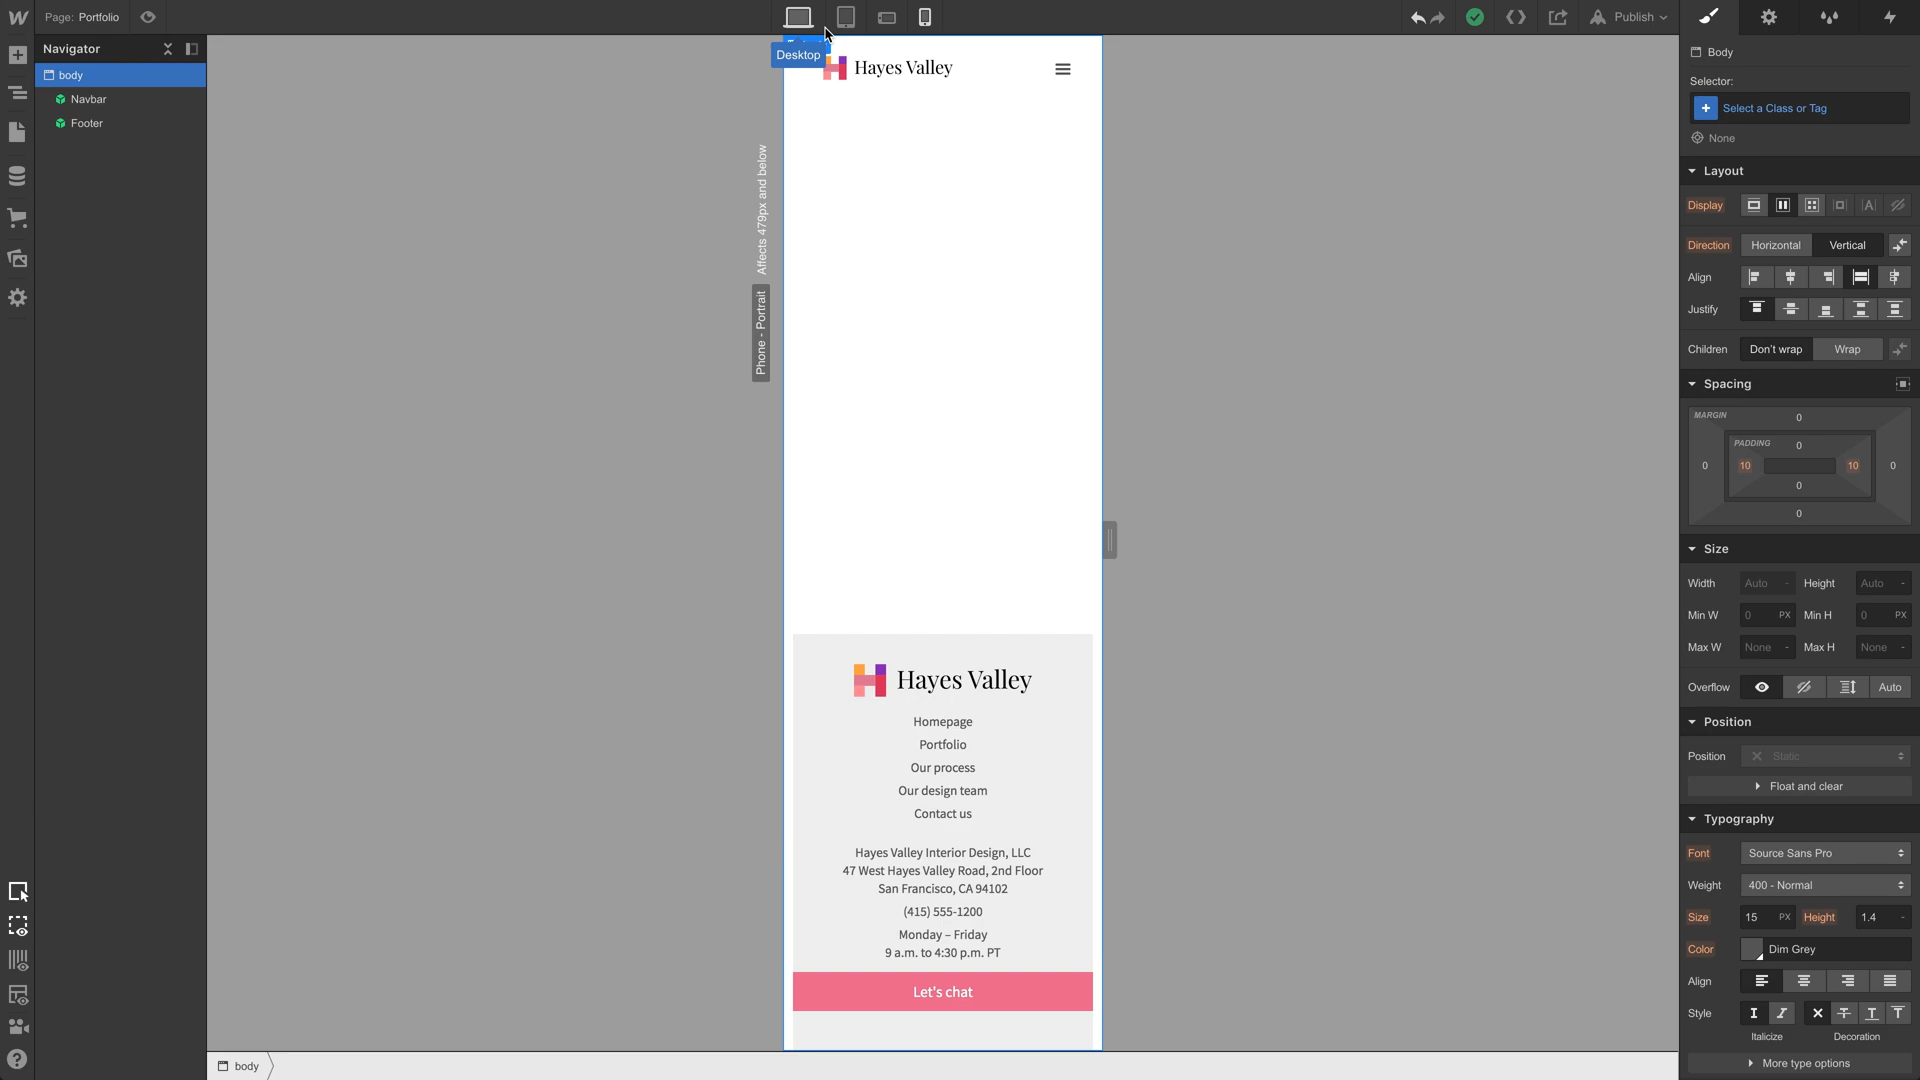 Page: Portfolio
Publish
Navigator
body
Navbar
Footer
Desktop
Hayes Valley
Affects 479px and below
Phone - Portrait
Hayes Valley
Homepage
Portfolio
Our process
Our design team
Contact us
Hayes Valley Interior Design, LLC
47 West Hayes Valley Road, 2nd Floor
San Francisco, CA 94102
(415) 555-1200
Monday – Friday
9 a.m. to 4:30 p.m. PT
Let's chat
body
Body
Selector:
Select a Class or Tag
None
Layout
Display
Direction Horizontal Vertical
Align
Justify
Children Don't wrap Wrap
Spacing
MARGIN
0
PADDING 0
0 10 10 0
0
0
Size
Width Auto - Height Auto -
Min W 0 PX Min H 0 PX
Max W None - Max H None -
Overflow Auto
Position
Position Static
Float and clear
Typography
Font Source Sans Pro
Weight 400 - Normal
Size 15 PX Height 1.4 -
Color Dim Grey
Align
Style
Italicize Decoration
More type options